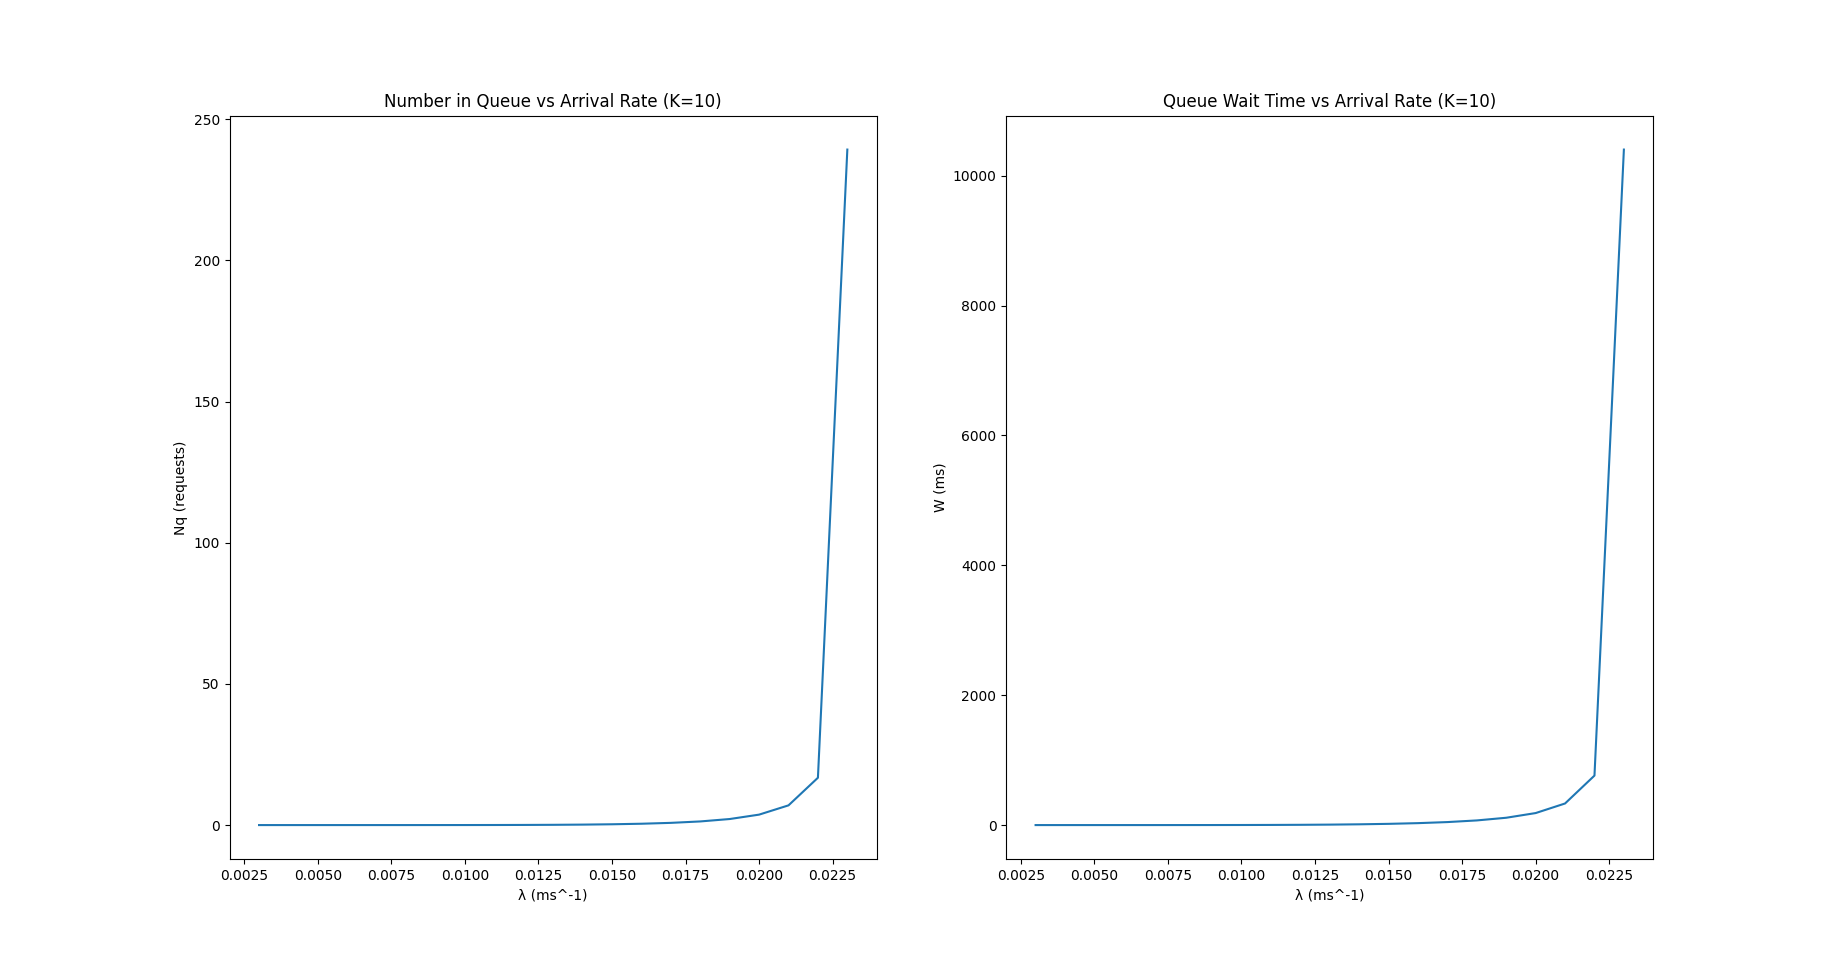 Number in Queue vs Arrival Rate (K=10)
250
200
150
100
50
0
Nq (requests)
0.0025 0.0050 0.0075 0.0100 0.0125 0.0150 0.0175 0.0200 0.0225
λ (ms^-1)
Queue Wait Time vs Arrival Rate (K=10)
10000
8000
6000
4000
2000
0
W (ms)
0.0025 0.0050 0.0075 0.0100 0.0125 0.0150 0.0175 0.0200 0.0225
λ (ms^-1)